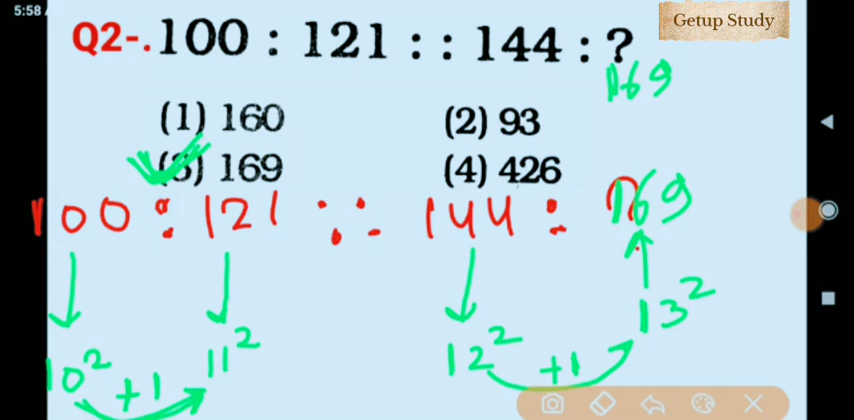 5:58
Getup Study
Q2-. 100 : 121 : : 144 : ?
169
(1) 160 (2) 93
(3) 169 (4) 426
100 : 121 :: 144 : 169
10² +1 11² 12² +1 13²